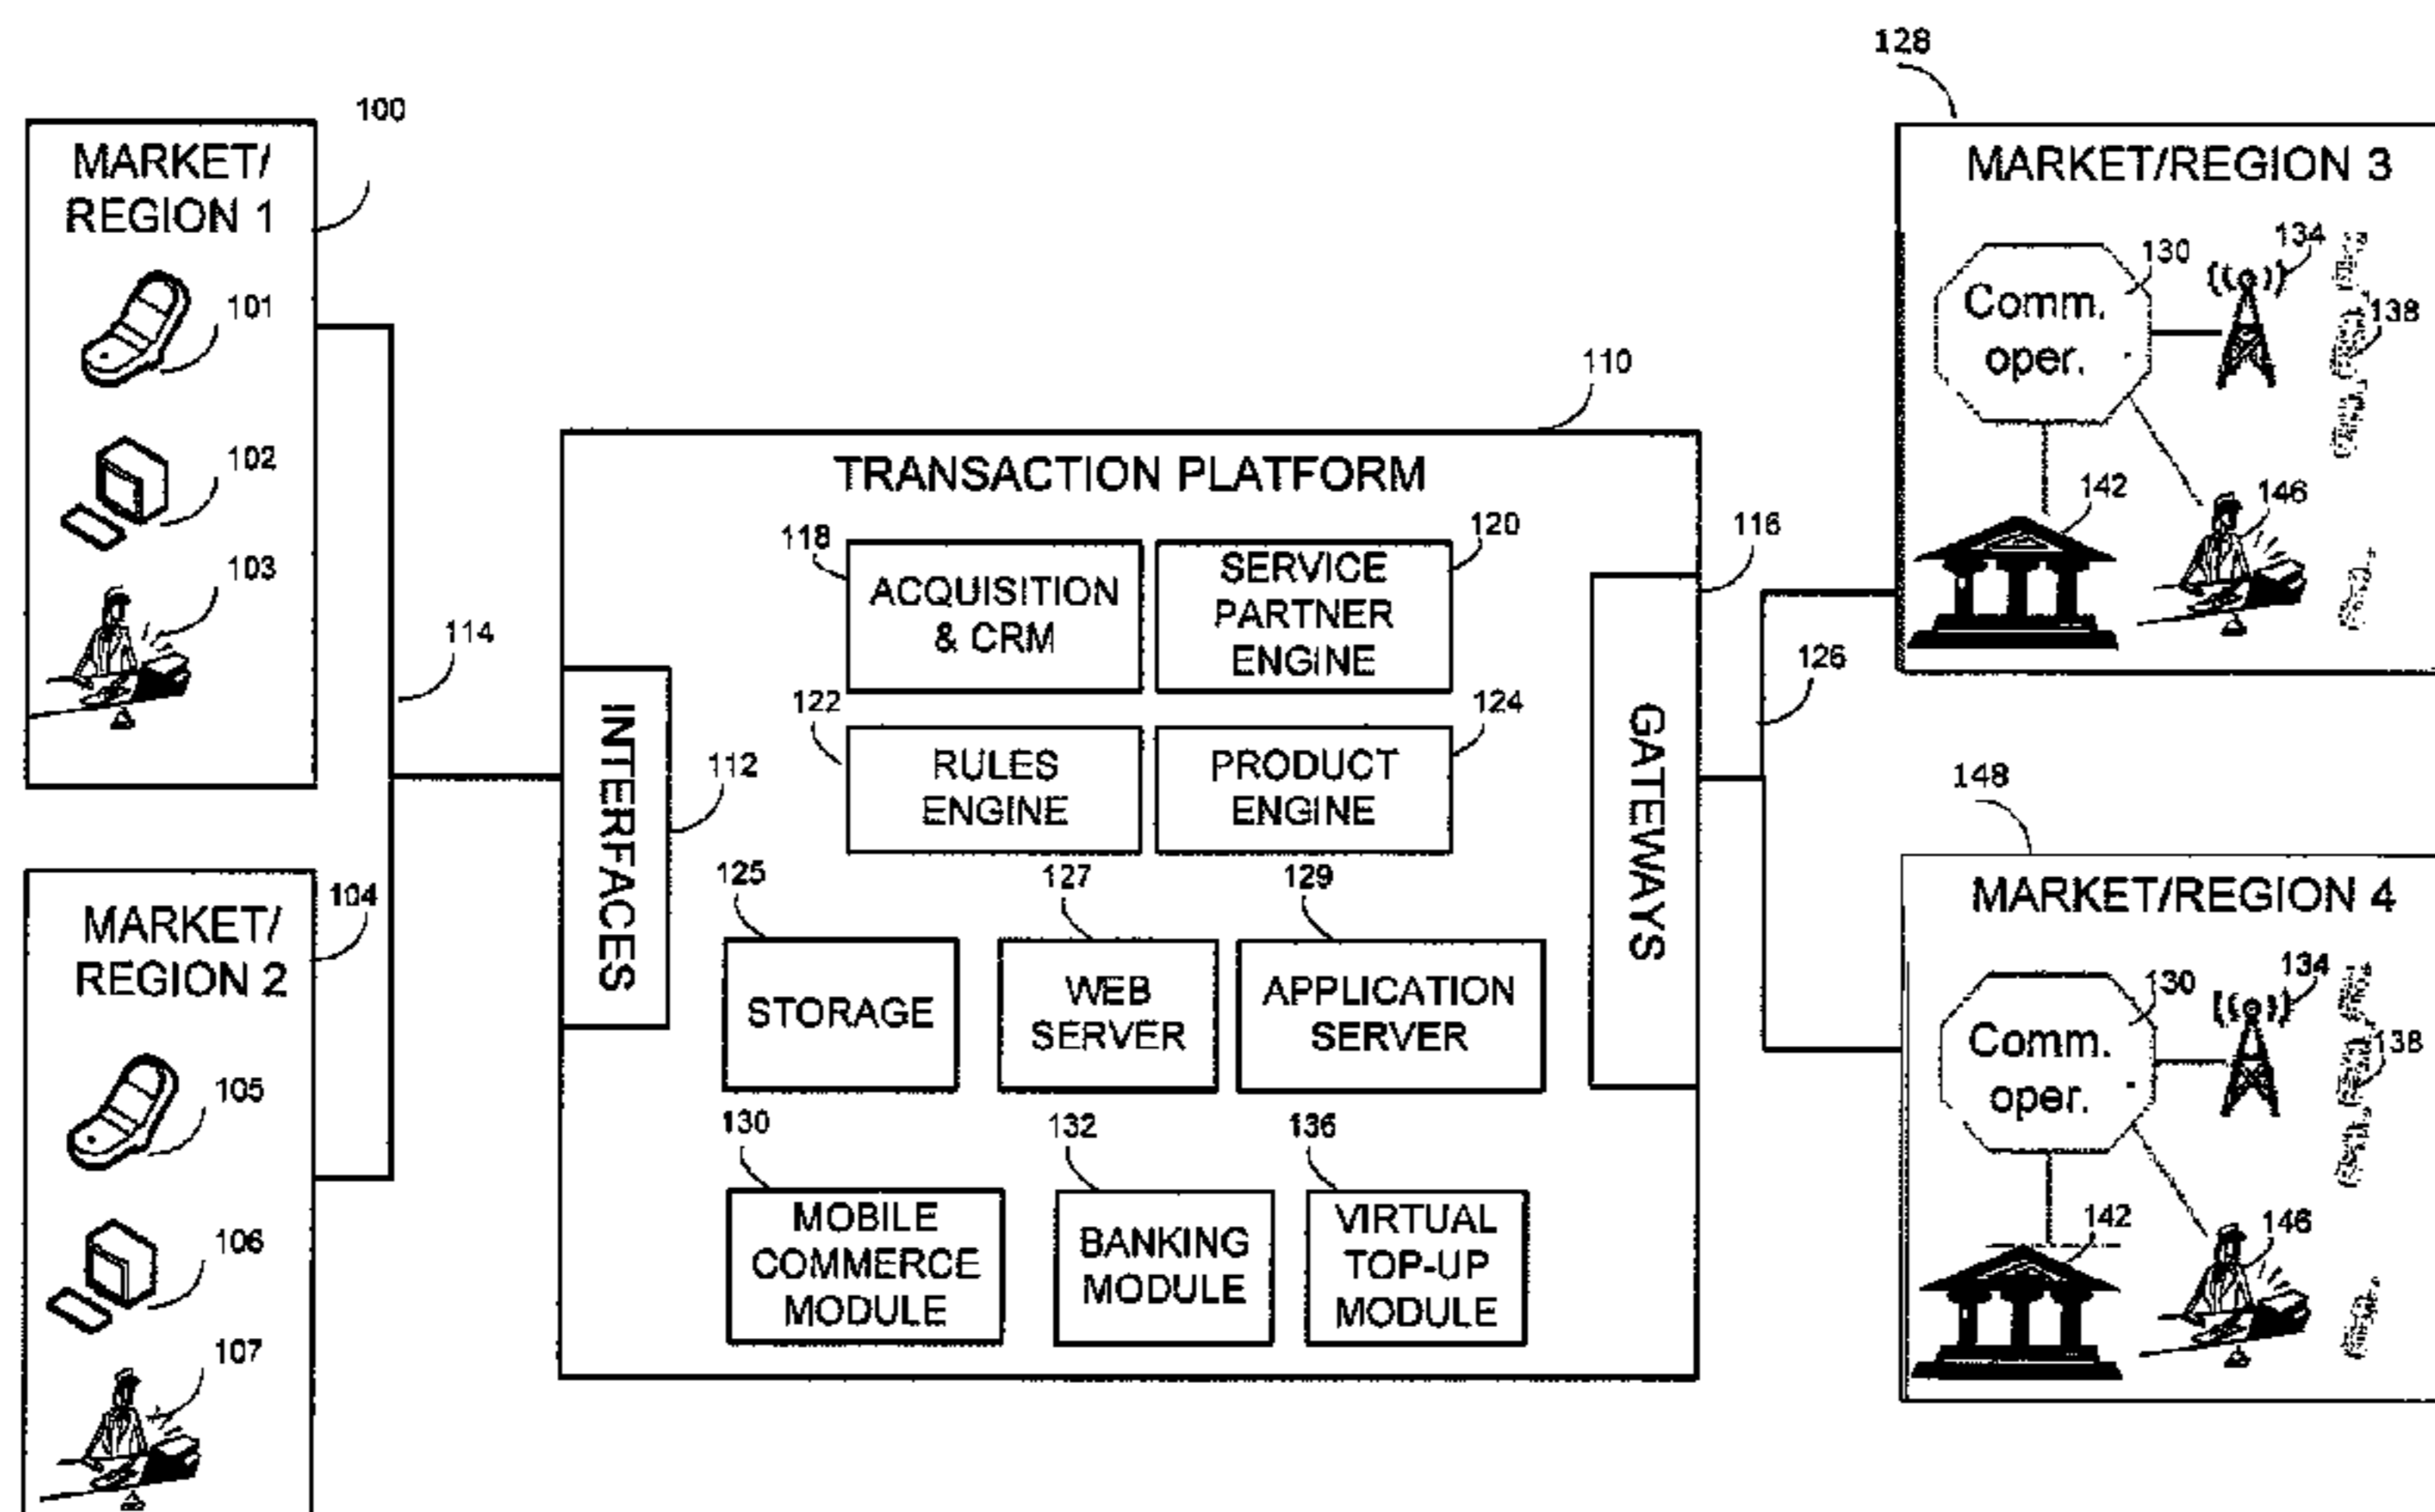 128
100
MARKET/
REGION 1
101
102
103
114
104
MARKET/
REGION 2
105
106
107
110
TRANSACTION PLATFORM
118
ACQUISITION
& CRM
120
SERVICE
PARTNER
ENGINE
116
122
RULES
ENGINE
124
PRODUCT
ENGINE
INTERFACES
112
GATEWAYS
126
125
STORAGE
127
WEB
SERVER
129
APPLICATION
SERVER
130
MOBILE
COMMERCE
MODULE
132
BANKING
MODULE
136
VIRTUAL
TOP-UP
MODULE
MARKET/REGION 3
130
Comm.
oper.
134
138
142
146
148
MARKET/REGION 4
130
Comm.
oper.
134
138
142
146